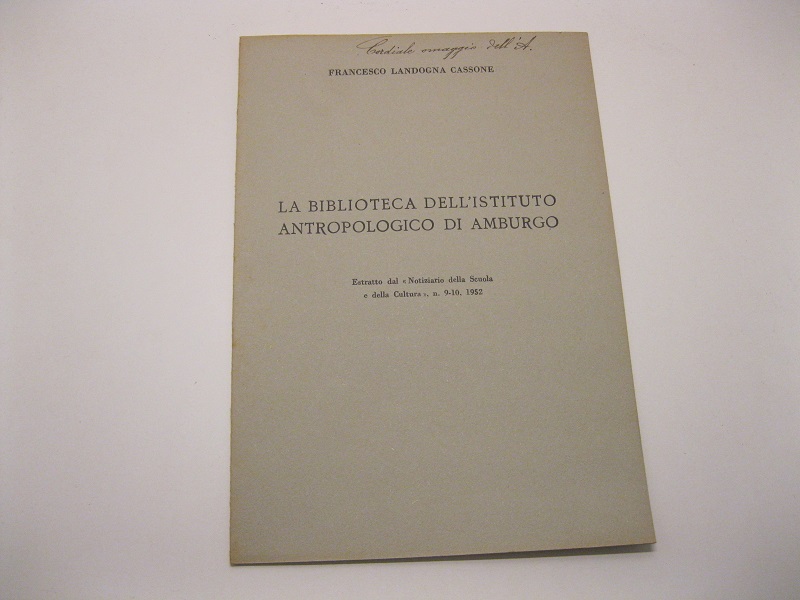 Cordiale omaggio dell'A.
FRANCESCO LANDOGNA CASSONE
LA BIBLIOTECA DELL'ISTITUTO
ANTROPOLOGICO DI AMBURGO
Estratto dal « Notiziario della Scuola
e della Cultura », n. 9-10, 1952